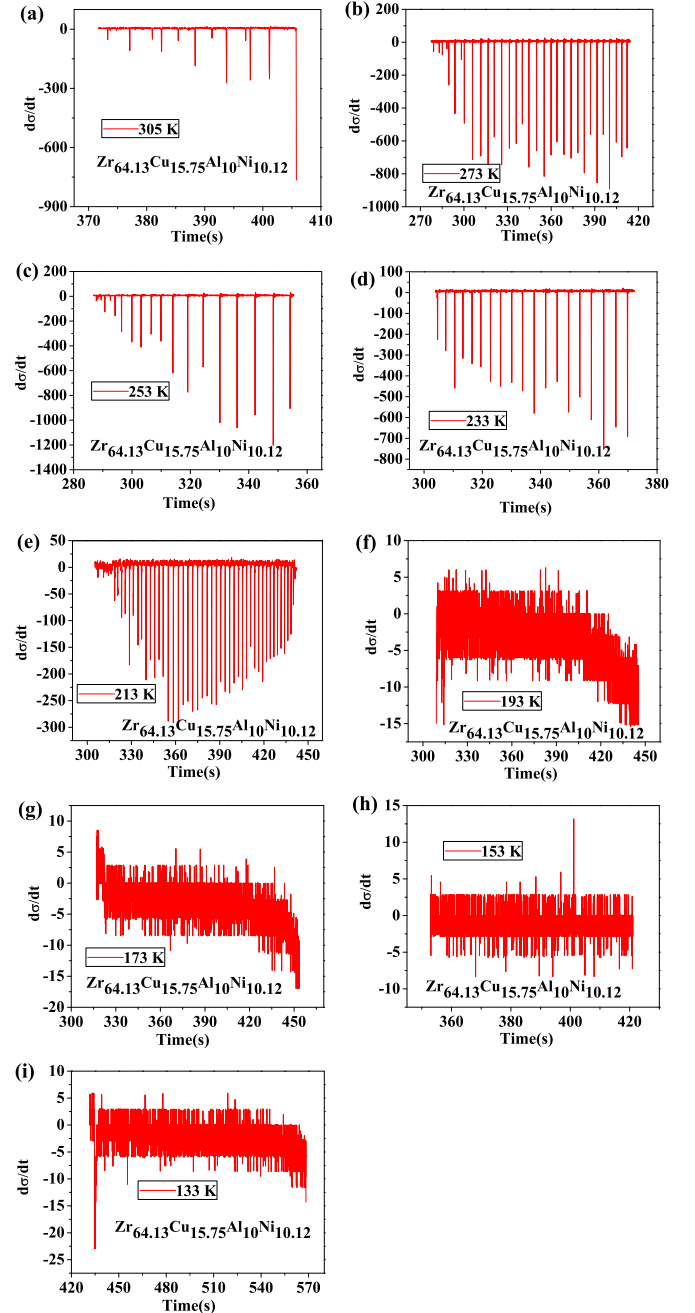 (a)
0
-300
-600
-900
dσ/dt
305 K
Zr64.13Cu15.75Al10Ni10.12
370 380 390 400 410
Time(s)
(b)
200
0
-200
-400
-600
-800
-1000
dσ/dt
273 K
Zr64.13Cu15.75Al10Ni10.12
270 300 330 360 390 420
Time(s)
(c)
200
0
-200
-400
-600
-800
-1000
-1200
-1400
dσ/dt
253 K
Zr64.13Cu15.75Al10Ni10.12
280 300 320 340 360
Time(s)
(d)
100
0
-100
-200
-300
-400
-500
-600
-700
-800
dσ/dt
233 K
Zr64.13Cu15.75Al10Ni10.12
300 320 340 360 380
Time(s)
(e)
50
0
-50
-100
-150
-200
-250
-300
dσ/dt
213 K
Zr64.13Cu15.75Al10Ni10.12
300 330 360 390 420 450
Time(s)
(f)
10
5
0
-5
-10
-15
dσ/dt
193 K
Zr64.13Cu15.75Al10Ni10.12
300 330 360 390 420 450
Time(s)
(g)
10
5
0
-5
-10
-15
-20
dσ/dt
173 K
Zr64.13Cu15.75Al10Ni10.12
300 330 360 390 420 450
Time(s)
(h)
15
10
5
0
-5
-10
dσ/dt
153 K
Zr64.13Cu15.75Al10Ni10.12
360 380 400 420
Time(s)
(i)
10
5
0
-5
-10
-15
-20
-25
dσ/dt
133 K
Zr64.13Cu15.75Al10Ni10.12
420 450 480 510 540 570
Time(s)